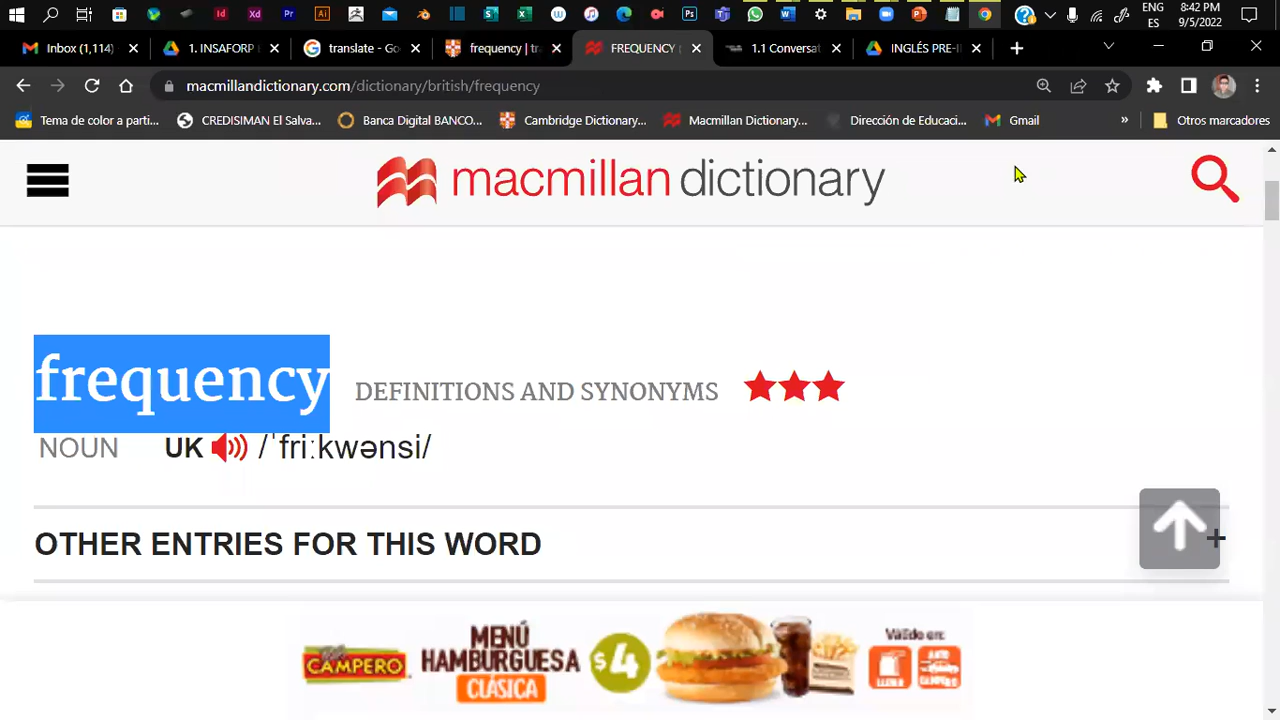 8:42 PM
ENG
ES
9/5/2022
Inbox (1,114)
1. INSAFORP
translate - Go
frequency | tr
FREQUENCY
1.1 Conversat
INGLÉS PRE-I
macmillandictionary.com/dictionary/british/frequency
Tema de color a parti...
CREDISIMAN El Salva...
Banca Digital BANCO...
Cambridge Dictionary...
Macmillan Dictionary...
Dirección de Educaci...
Gmail
»
Otros marcadores
macmillan dictionary
frequency DEFINITIONS AND SYNONYMS
NOUN UK /ˈfriːkwənsi/
OTHER ENTRIES FOR THIS WORD
+
CAMPERO
MENÚ
HAMBURGUESA
CLÁSICA
$4
Válido en: